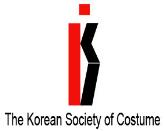 The Korean Society of Costume